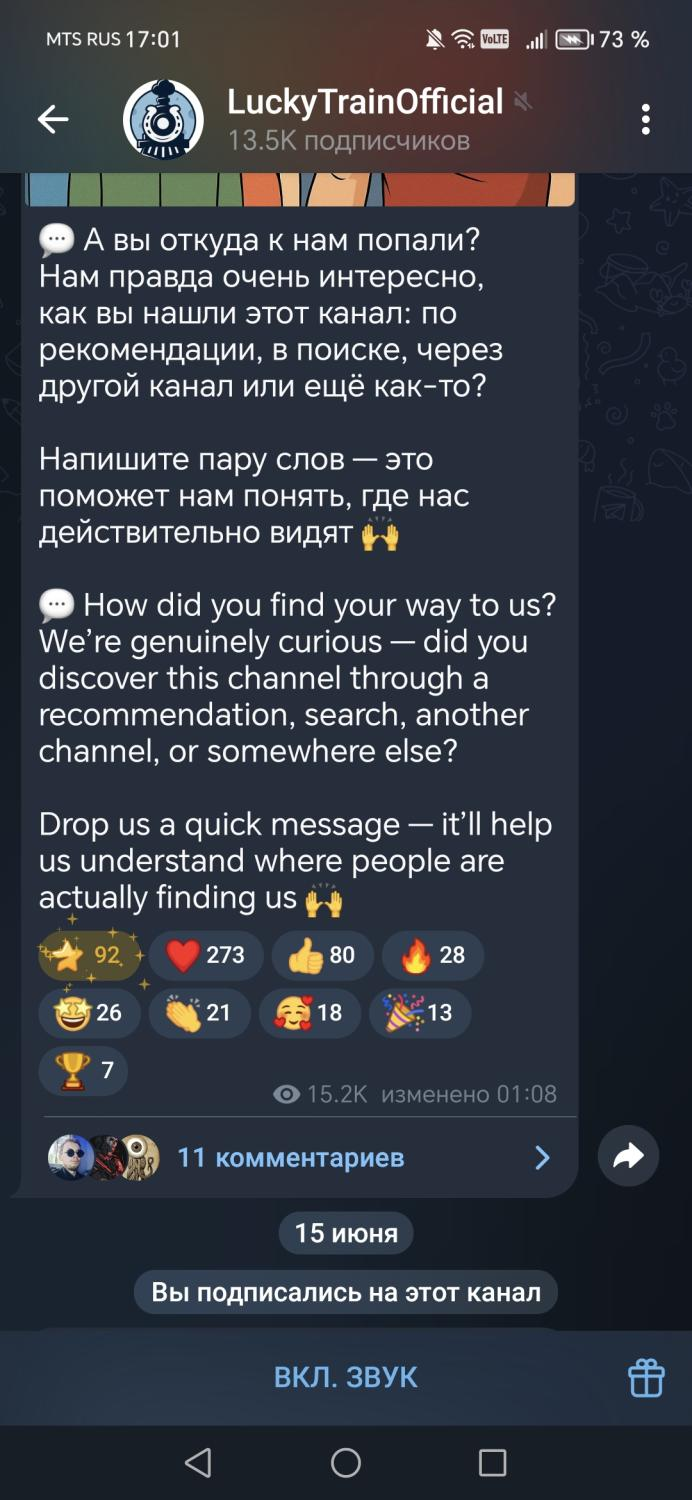 MTS RUS 17:01 VoLTE 73 %
LuckyTrainOfficial
13.5K подписчиков
💬 А вы откуда к нам попали?
Нам правда очень интересно,
как вы нашли этот канал: по
рекомендации, в поиске, через
другой канал или ещё как-то?
Напишите пару слов — это
поможет нам понять, где нас
действительно видят 🙌
💬 How did you find your way to us?
We’re genuinely curious — did you
discover this channel through a
recommendation, search, another
channel, or somewhere else?
Drop us a quick message — it’ll help
us understand where people are
actually finding us 🙌
⭐ 92 ❤️ 273 👍 80 🔥 28
🤩 26 👏 21 🥰 18 🎉 13
🏆 7
15.2K изменено 01:08
11 комментариев
15 июня
Вы подписались на этот канал
ВКЛ. ЗВУК